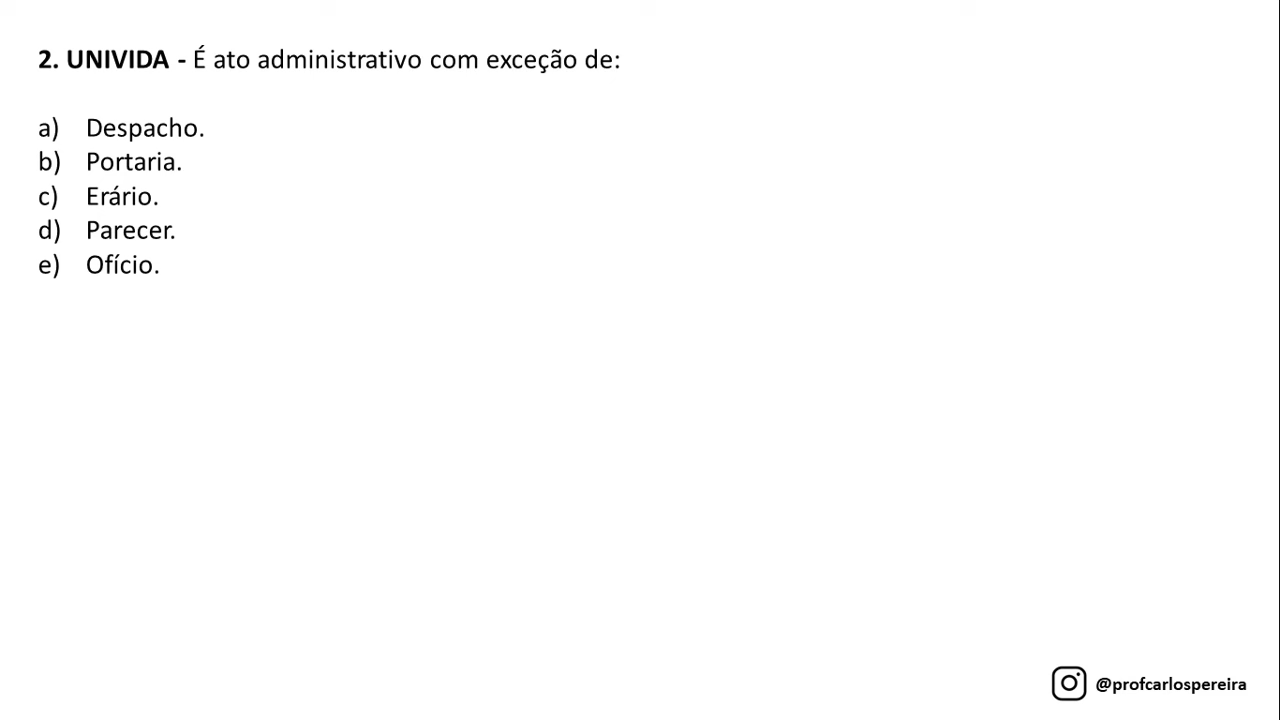 2. UNIVIDA - É ato administrativo com exceção de:
a) Despacho.
b) Portaria.
c) Erário.
d) Parecer.
e) Ofício.
@profcarlospereira